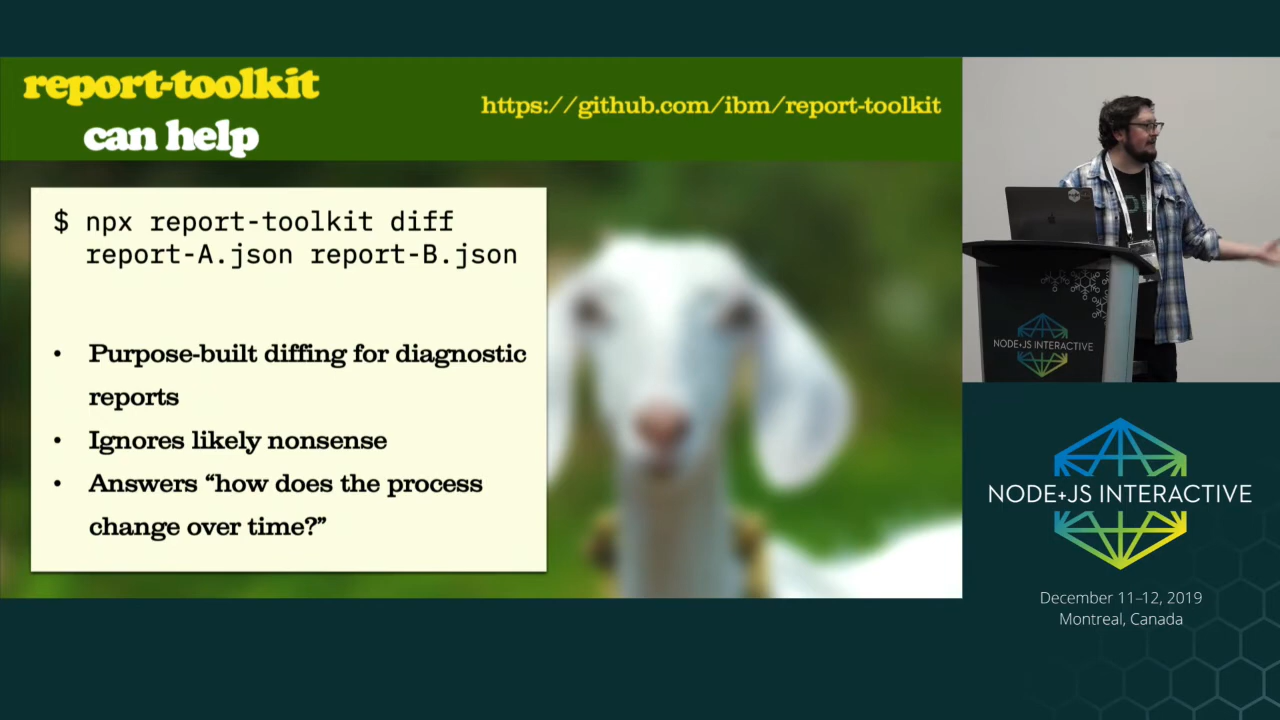 report-toolkit
can help
https://github.com/ibm/report-toolkit
$ npx report-toolkit diff
report-A.json report-B.json
• Purpose-built diffing for diagnostic
reports
• Ignores likely nonsense
• Answers “how does the process
change over time?”
NODE+JS INTERACTIVE
NODE+JS INTERACTIVE
December 11–12, 2019
Montreal, Canada